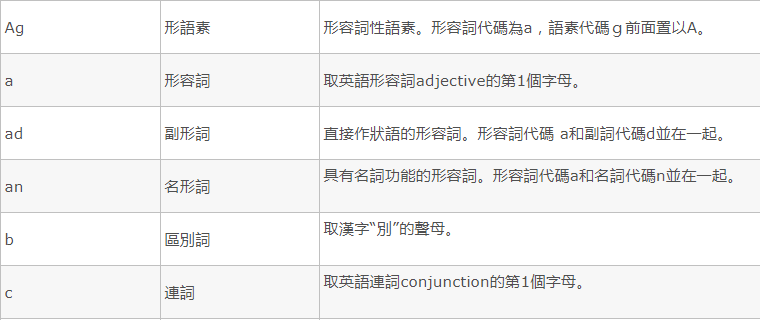 Ag 形語素 形容詞性語素。形容詞代碼為a，語素代碼ｇ前面置以A。
a 形容詞 取英語形容詞adjective的第1個字母。
ad 副形詞 直接作狀語的形容詞。形容詞代碼 a和副詞代碼d並在一起。
an 名形詞 具有名詞功能的形容詞。形容詞代碼a和名詞代碼n並在一起。
b 區別詞 取漢字“別”的聲母。
c 連詞 取英語連詞conjunction的第1個字母。